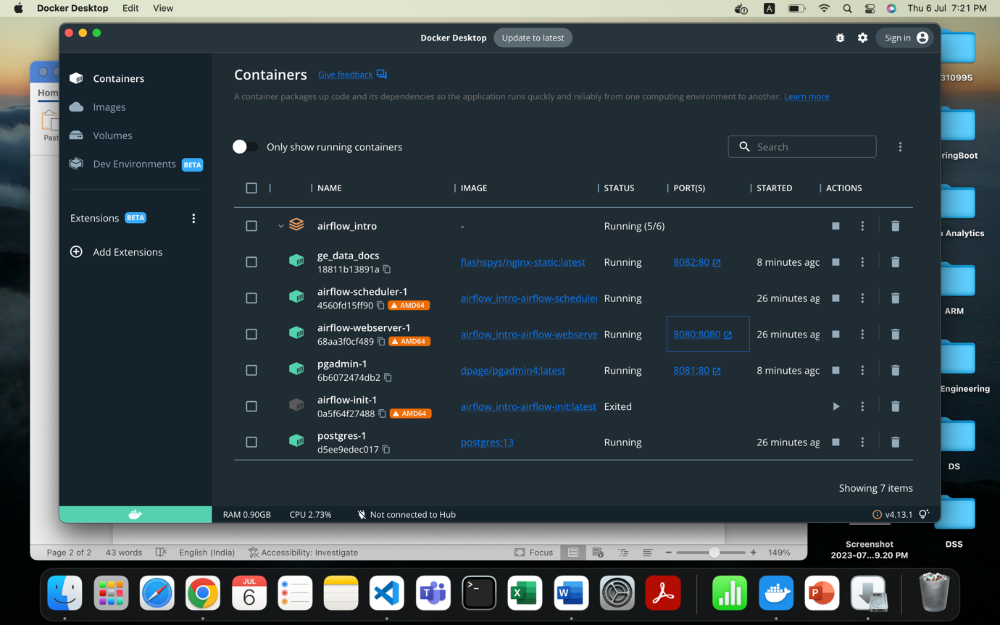 Docker Desktop Edit View
A
Thu 6 Jul 7:21 PM
Docker Desktop
Update to latest
Sign in
Home
Containers
Images
Volumes
Dev Environments BETA
Extensions BETA
Add Extensions
Containers Give feedback
A container packages up code and its dependencies so the application runs quickly and reliably from one computing environment to another. Learn more
Only show running containers
Search
NAME IMAGE STATUS PORT(S) STARTED ACTIONS
airflow_intro - Running (5/6)
ge_data_docs
18811b13891a
flashspys/nginx-static:latest Running 8082:80 8 minutes agc
airflow-scheduler-1
4560fd15ff90 AMD64
airflow_intro-airflow-scheduler Running 26 minutes ag
airflow-webserver-1
68aa3f0cf489 AMD64
airflow_intro-airflow-webserve Running 8080:8080 26 minutes ag
pgadmin-1
6b6072474db2
dpage/pgadmin4:latest Running 8081:80 8 minutes agc
airflow-init-1
0a5f64f27488 AMD64
airflow_intro-airflow-init:latest Exited
postgres-1
d5ee9edec017
postgres:13 Running 26 minutes ag
Showing 7 items
RAM 0.90GB CPU 2.73% Not connected to Hub
v4.13.1
Past
310995
ringBoot
Analytics
ARM
Engineering
DS
DSS
Screenshot
2023-07...9.20 PM
Page 2 of 2 43 words English (India) Accessibility: Investigate Focus 149%
JUL
6